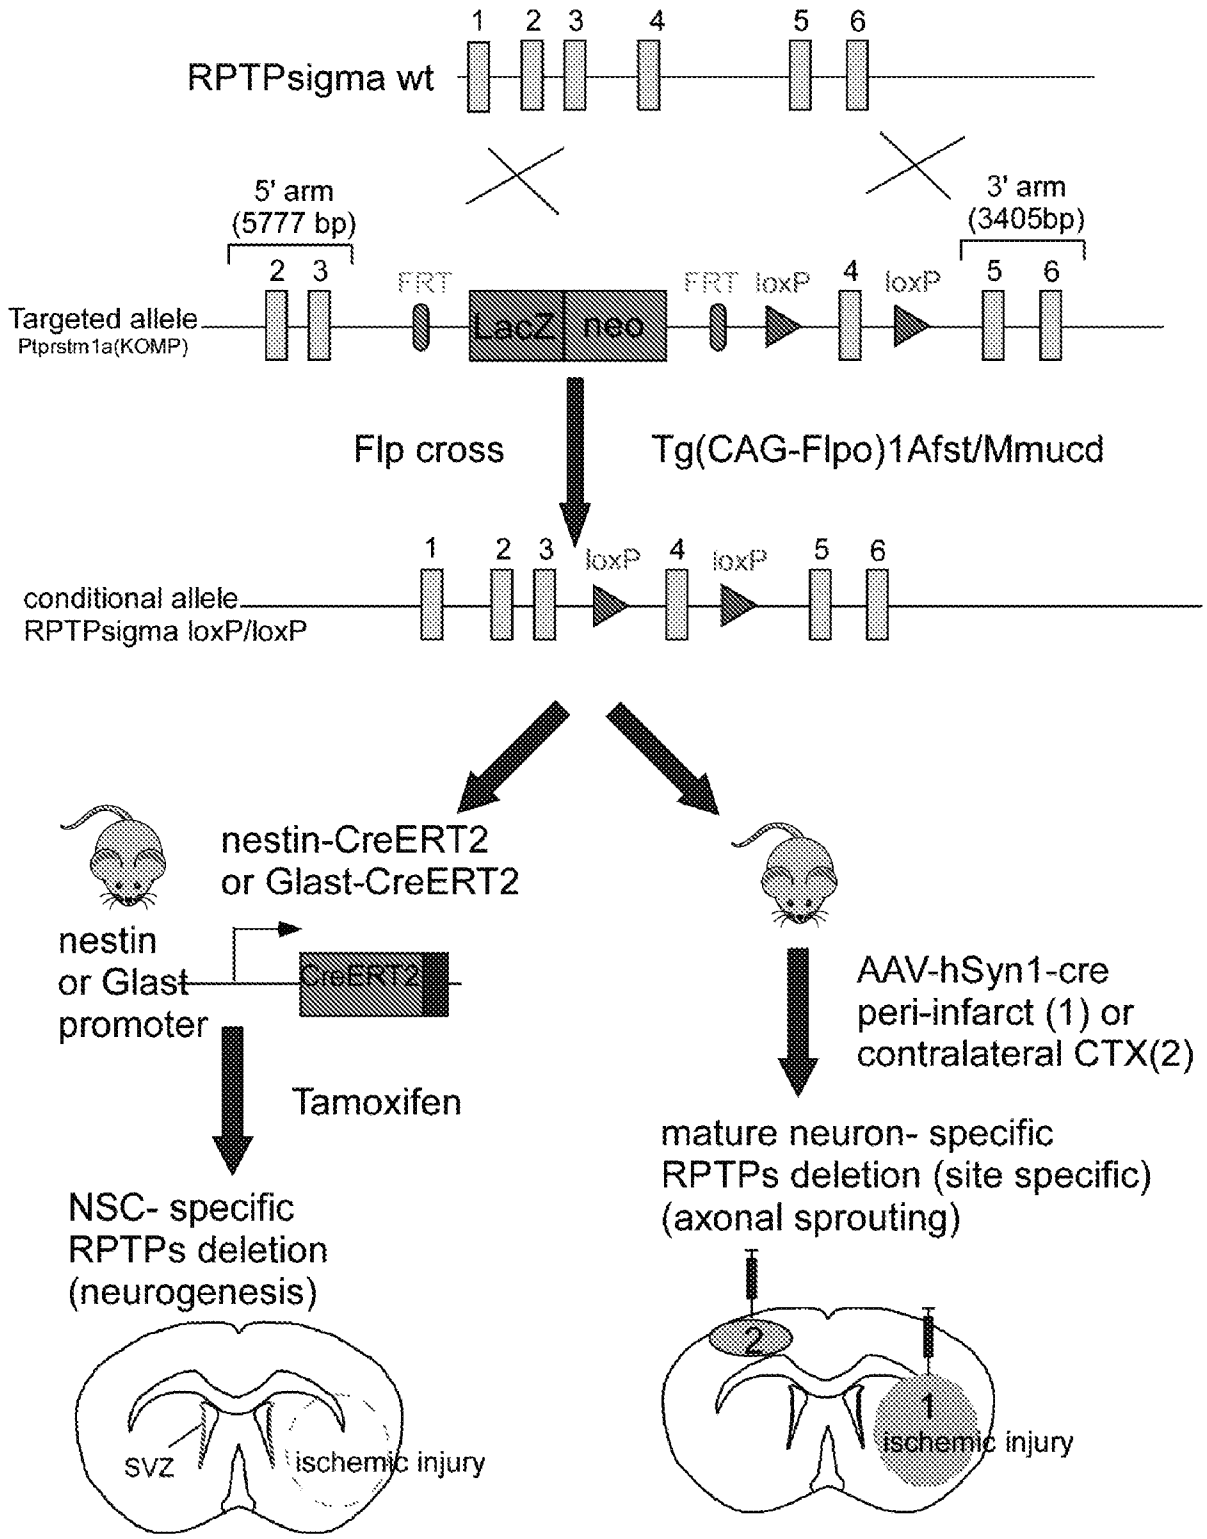 1 2 3 4 5 6
RPTPsigma wt
5' arm
(5777 bp)
3' arm
(3405bp)
2 3 FRT LacZ neo FRT loxP 4 loxP 5 6
Targeted allele
Ptprstm1a(KOMP)
Flp cross
Tg(CAG-Flpo)1Afst/Mmucd
1 2 3 loxP 4 loxP 5 6
conditional allele
RPTPsigma loxP/loxP
nestin-CreERT2
or Glast-CreERT2
nestin
or Glast
promoter
CreERT2
Tamoxifen
NSC- specific
RPTPs deletion
(neurogenesis)
SVZ
ischemic injury
AAV-hSyn1-cre
peri-infarct (1) or
contralateral CTX(2)
mature neuron- specific
RPTPs deletion (site specific)
(axonal sprouting)
2
1
ischemic injury